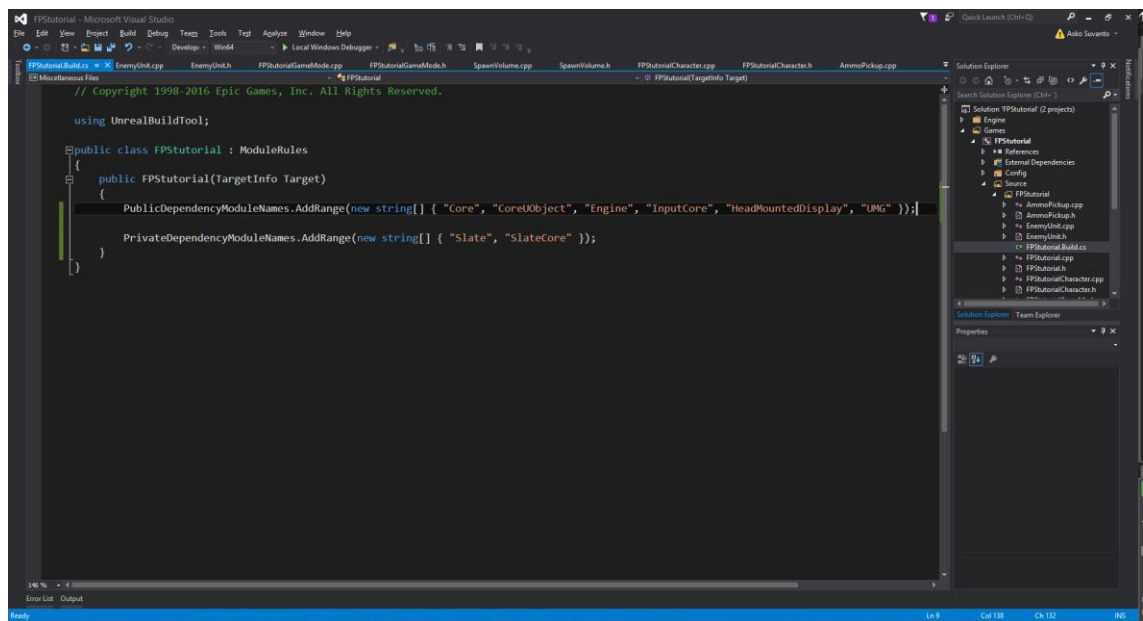 FPStutorial - Microsoft Visual Studio
Quick Launch (Ctrl+Q)
File Edit View Project Build Debug Team Tools Test Analyze Window Help
Asko Suvanto
Develop Win64 Local Windows Debugger
Toolbox
FPStutorial.Build.cs EnemyUnit.cpp EnemyUnit.h FPStutorialGameMode.cpp FPStutorialGameMode.h SpawnVolume.cpp SpawnVolume.h FPStutorialCharacter.cpp FPStutorialCharacter.h AmmoPickup.cpp
Miscellaneous Files FPStutorial FPStutorial(TargetInfo Target)
// Copyright 1998-2016 Epic Games, Inc. All Rights Reserved.
using UnrealBuildTool;
public class FPStutorial : ModuleRules
{
public FPStutorial(TargetInfo Target)
{
PublicDependencyModuleNames.AddRange(new string[] { "Core", "CoreUObject", "Engine", "InputCore", "HeadMountedDisplay", "UMG" });
PrivateDependencyModuleNames.AddRange(new string[] { "Slate", "SlateCore" });
}
}
146 %
Error List Output
Solution Explorer
Notifications
Search Solution Explorer (Ctrl+')
Solution 'FPStutorial' (2 projects)
Engine
Games
FPStutorial
References
External Dependencies
Config
Source
FPStutorial
AmmoPickup.cpp
AmmoPickup.h
EnemyUnit.cpp
EnemyUnit.h
FPStutorial.Build.cs
FPStutorial.cpp
FPStutorial.h
FPStutorialCharacter.cpp
FPStutorialCharacter.h
Solution Explorer Team Explorer
Properties
Ready Ln 9 Col 138 Ch 132 INS